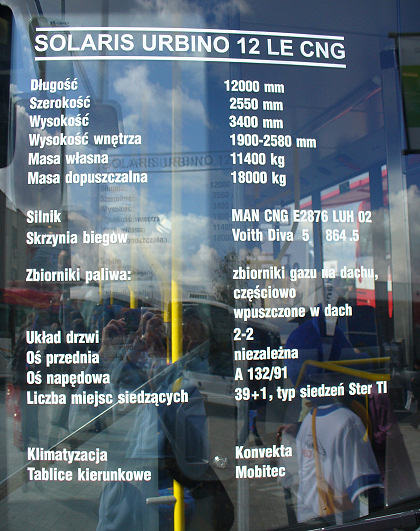 SOLARIS URBINO 12 LE CNG
Długość 12000 mm
Szerokość 2550 mm
Wysokość 3400 mm
Wysokość wnętrza 1900-2580 mm
Masa własna 11400 kg
Masa dopuszczalna 18000 kg
Silnik MAN CNG E2876 LUH 02
Skrzynia biegów Voith Diva 5 864.5
Zbiorniki paliwa: zbiorniki gazu na dachu,
częściowo
wpuszczone w dach
Układ drzwi 2-2
Oś przednia niezależna
Oś napędowa A 132/91
Liczba miejsc siedzących 39+1, typ siedzeń Ster TI
Klimatyzacja Konvekta
Tablice kierunkowe Mobitec